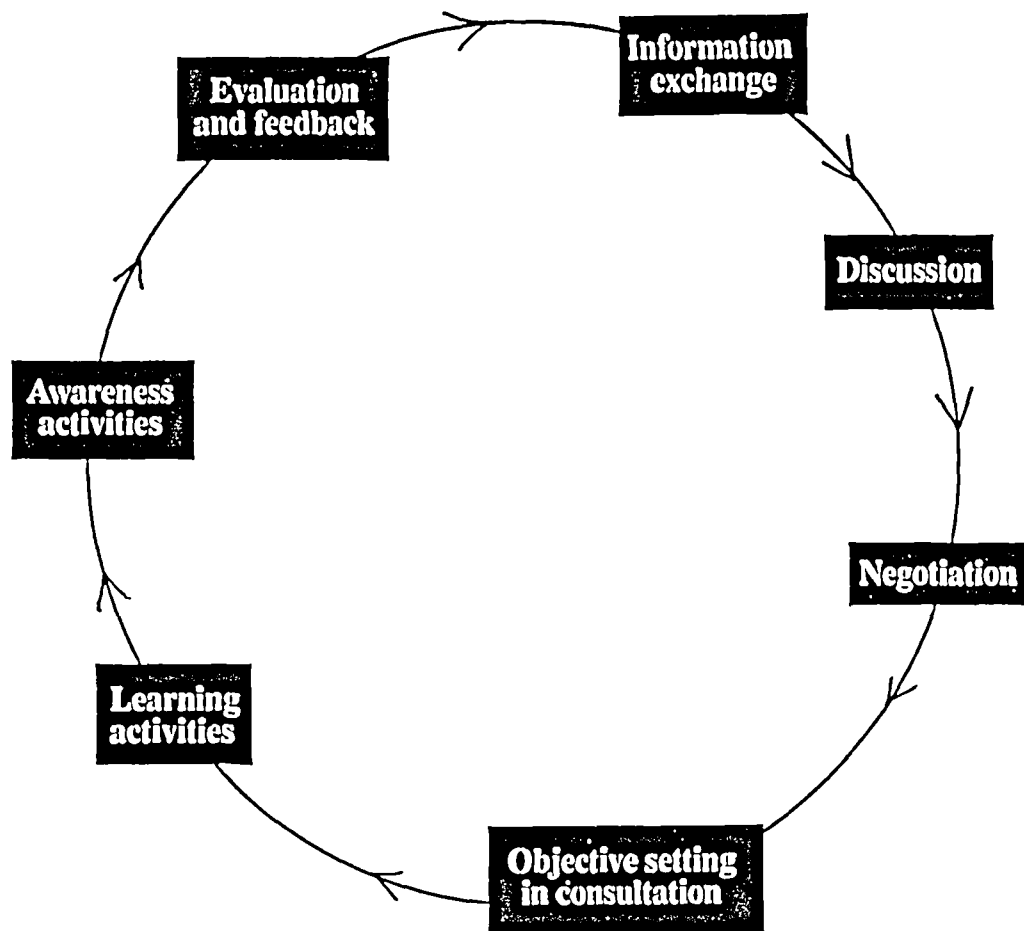 Information
exchange
Evaluation
and feedback
Discussion
Awareness
activities
Negotiation
Learning
activities
Objective setting
in consultation